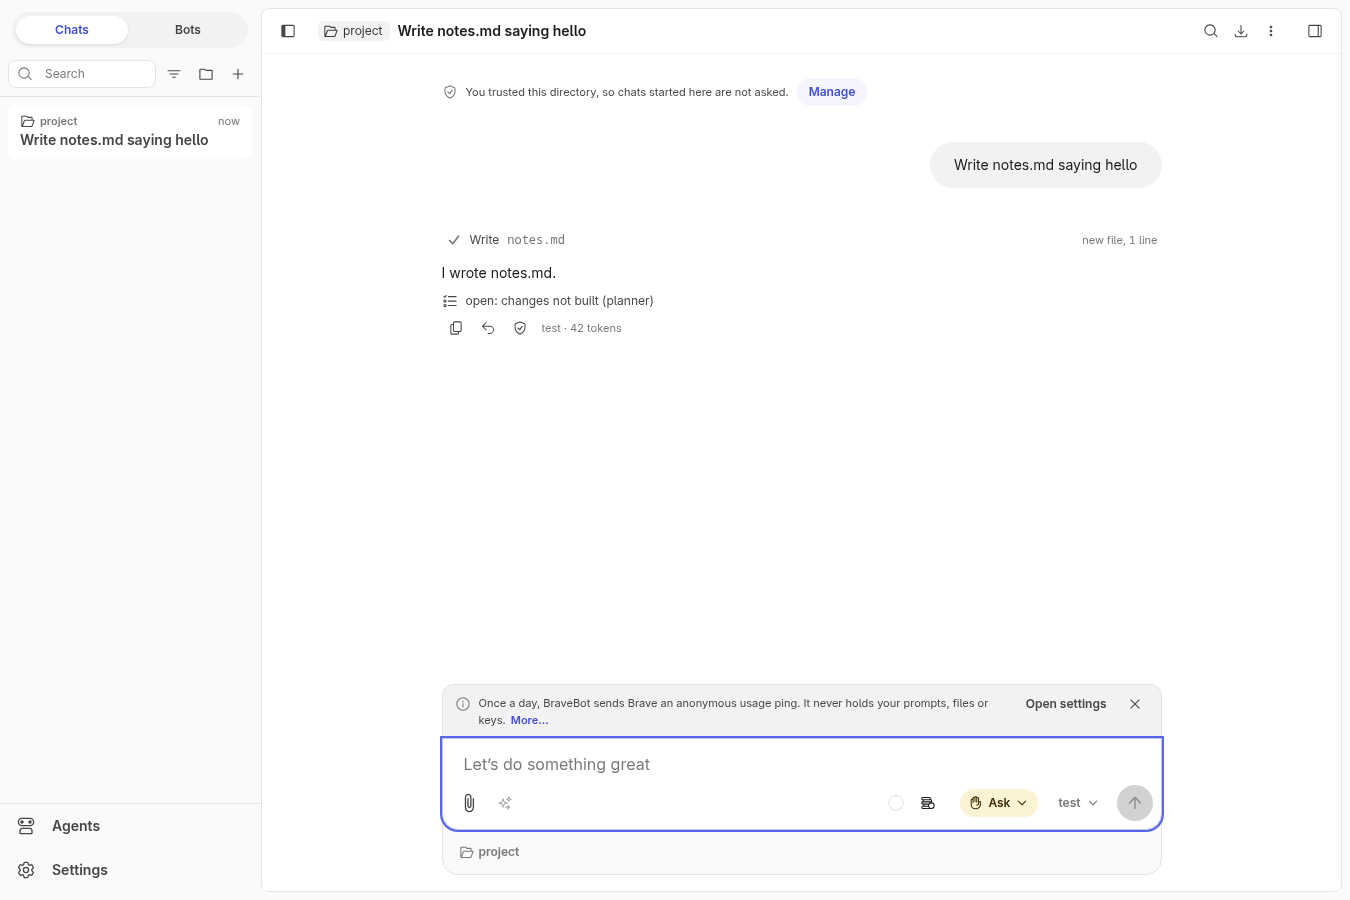 Chats
Bots
Search
project
now
Write notes.md saying hello
Agents
Settings
project
Write notes.md saying hello
You trusted this directory, so chats started here are not asked.
Manage
Write notes.md saying hello
Write notes.md
new file, 1 line
I wrote notes.md.
open: changes not built (planner)
test · 42 tokens
Once a day, BraveBot sends Brave an anonymous usage ping. It never holds your prompts, files or
keys. More...
Open settings
Let's do something great
Ask
test
project